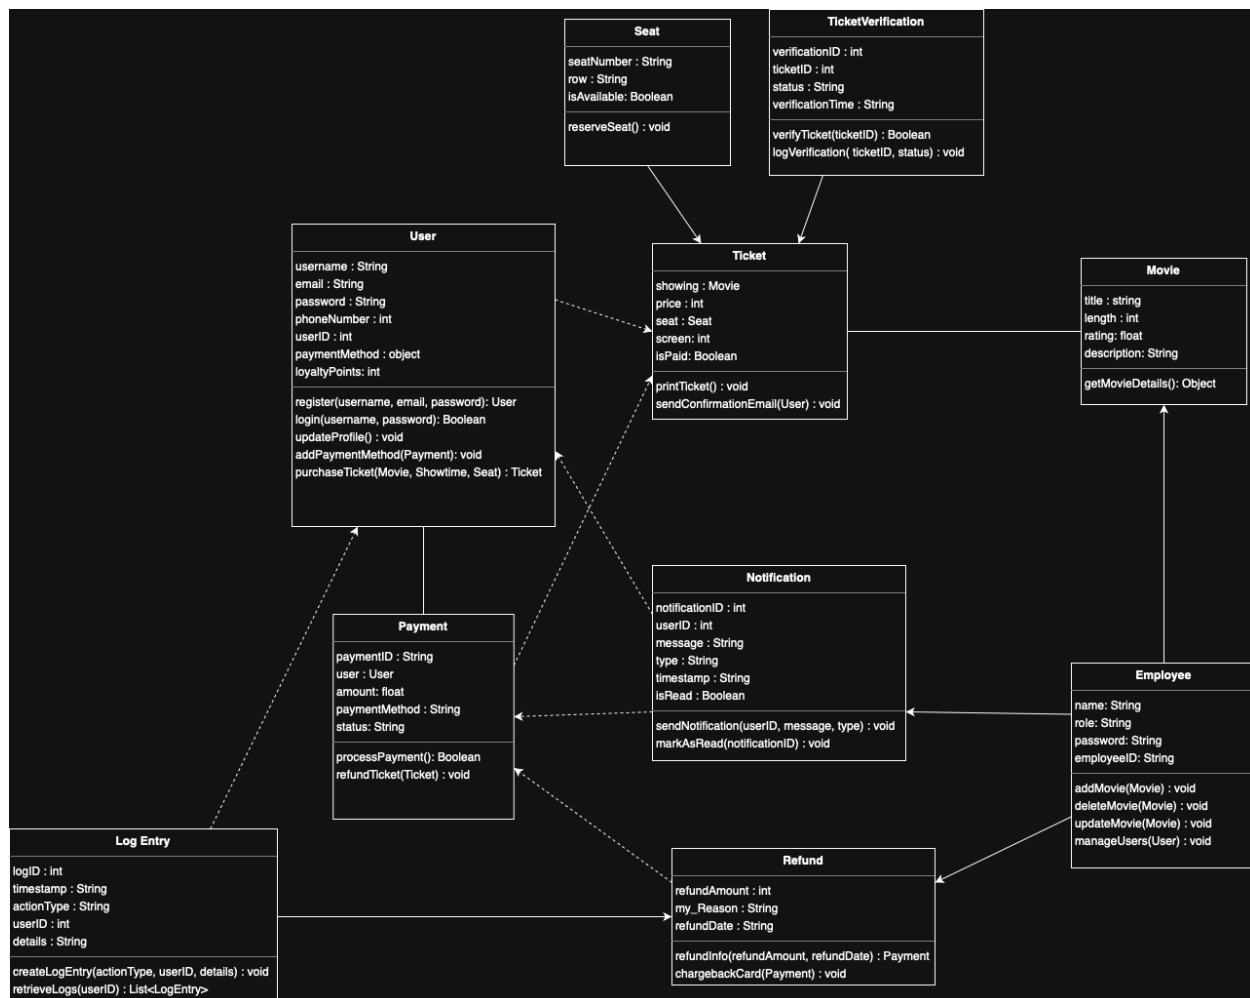 Seat
seatNumber : String
row : String
isAvailable: Boolean
reserveSeat() : void
TicketVerification
verificationID : int
ticketID : int
status : String
verificationTime : String
verifyTicket(ticketID) : Boolean
logVerification( ticketID, status) : void
User
username : String
email : String
password : String
phoneNumber : int
userID : int
paymentMethod : object
loyaltyPoints: int
register(username, email, password): User
login(username, password): Boolean
updateProfile() : void
addPaymentMethod(Payment): void
purchaseTicket(Movie, Showtime, Seat) : Ticket
Ticket
showing : Movie
price : int
seat : Seat
screen: int
isPaid: Boolean
printTicket() : void
sendConfirmationEmail(User) : void
Movie
title : string
length : int
rating: float
description: String
getMovieDetails(): Object
Payment
paymentID : String
user : User
amount: float
paymentMethod : String
status: String
processPayment(): Boolean
refundTicket(Ticket) : void
Notification
notificationID : int
userID : int
message : String
type : String
timestamp : String
isRead : Boolean
sendNotification(userID, message, type) : void
markAsRead(notificationID) : void
Employee
name: String
role: String
password: String
employeeID: String
addMovie(Movie) : void
deleteMovie(Movie) : void
updateMovie(Movie) : void
manageUsers(User) : void
Log Entry
logID : int
timestamp : String
actionType : String
userID : int
details : String
createLogEntry(actionType, userID, details) : void
retrieveLogs(userID) : List<LogEntry>
Refund
refundAmount : int
my_Reason : String
refundDate : String
refundInfo(refundAmount, refundDate) : Payment
chargebackCard(Payment) : void